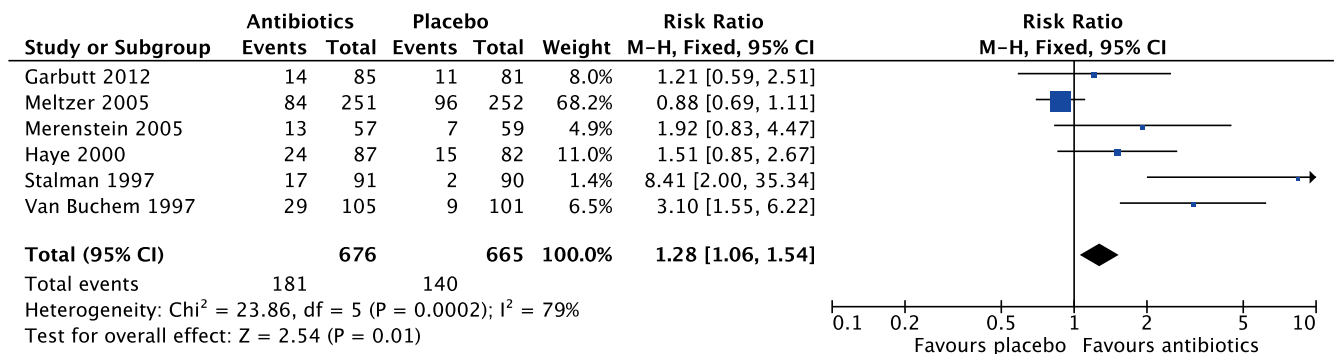 Antibiotics Placebo Risk Ratio Risk Ratio
Study or Subgroup Events Total Events Total Weight M-H, Fixed, 95% CI M-H, Fixed, 95% CI
Garbutt 2012 14 85 11 81 8.0% 1.21 [0.59, 2.51]
Meltzer 2005 84 251 96 252 68.2% 0.88 [0.69, 1.11]
Merenstein 2005 13 57 7 59 4.9% 1.92 [0.83, 4.47]
Haye 2000 24 87 15 82 11.0% 1.51 [0.85, 2.67]
Stalman 1997 17 91 2 90 1.4% 8.41 [2.00, 35.34]
Van Buchem 1997 29 105 9 101 6.5% 3.10 [1.55, 6.22]
Total (95% CI) 676 665 100.0% 1.28 [1.06, 1.54]
Total events 181 140
Heterogeneity: Chi² = 23.86, df = 5 (P = 0.0002); I² = 79%
Test for overall effect: Z = 2.54 (P = 0.01)
0.1 0.2 0.5 1 2 5 10
Favours placebo Favours antibiotics